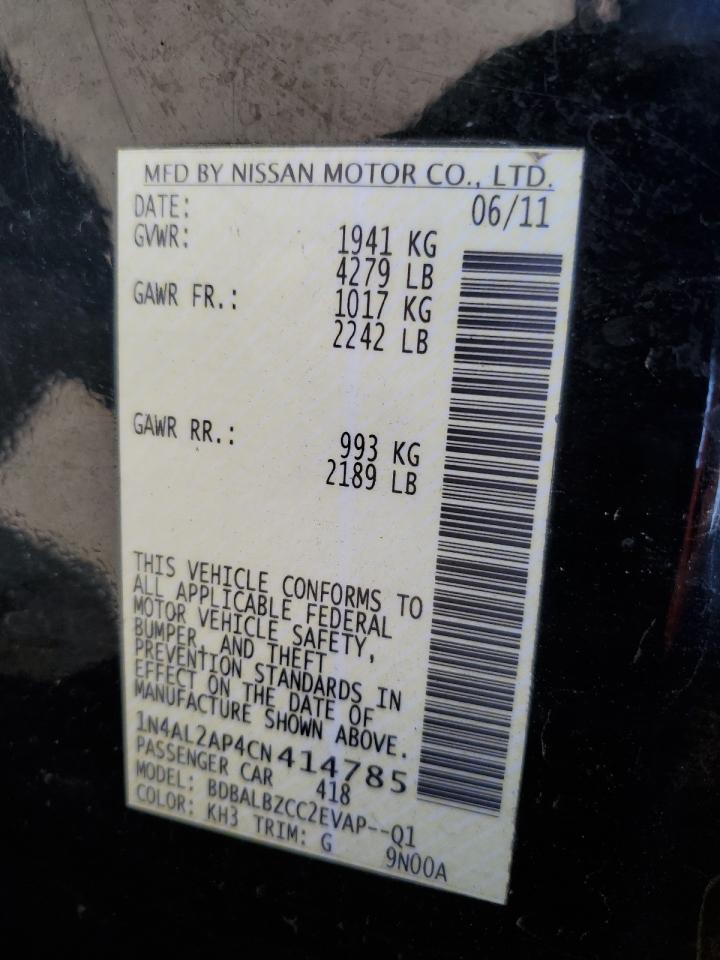 MFD BY NISSAN MOTOR CO., LTD.
DATE: 06/11
GVWR: 1941 KG
4279 LB
GAWR FR.: 1017 KG
2242 LB
GAWR RR.: 993 KG
2189 LB
THIS VEHICLE CONFORMS TO
ALL APPLICABLE FEDERAL
MOTOR VEHICLE SAFETY,
BUMPER, AND THEFT
PREVENTION STANDARDS IN
EFFECT ON THE DATE OF
MANUFACTURE SHOWN ABOVE.
1N4AL2AP4CN414785
PASSENGER CAR 418
MODEL: BDBALBZCC2EVAP--Q1
COLOR: KH3 TRIM: G 9N00A